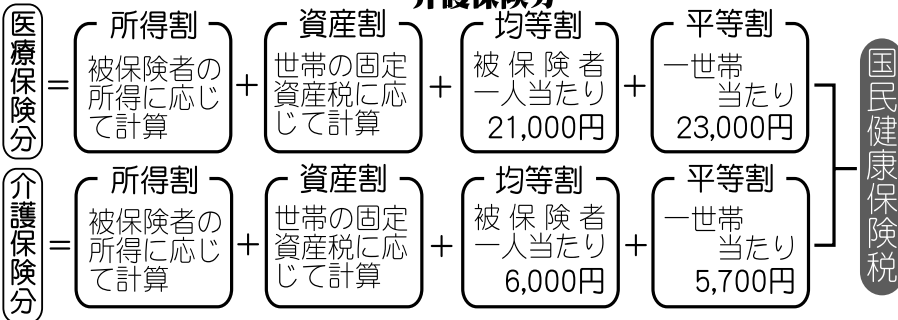 介護保険分
医療保険分
=
所得割
被保険者の
所得に応じ
て計算
+
資産割
世帯の固定
資産税に応
じて計算
+
均等割
被保険者
一人当たり
21,000円
+
平等割
一世帯
当たり
23,000円
介護保険分
=
所得割
被保険者の
所得に応じ
て計算
+
資産割
世帯の固定
資産税に応
じて計算
+
均等割
被保険者
一人当たり
6,000円
+
平等割
一世帯
当たり
5,700円
国民健康保険税